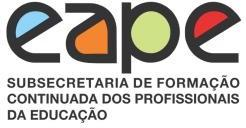 eape
SUBSECRETARIA DE FORMAÇÃO
CONTINUADA DOS PROFISSIONAIS
DA EDUCAÇÃO